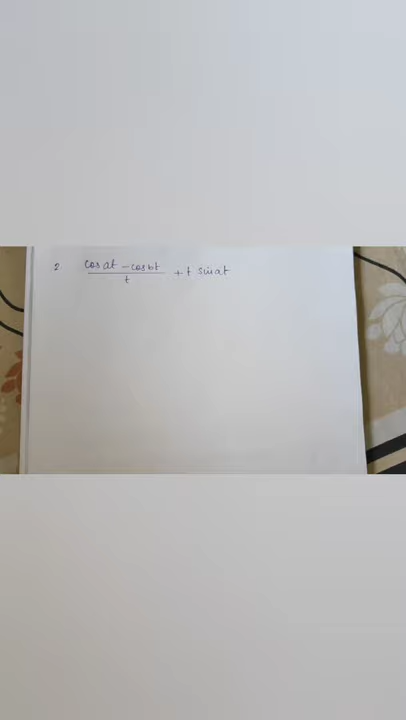 2. cos at - cos bt / t + t sin at